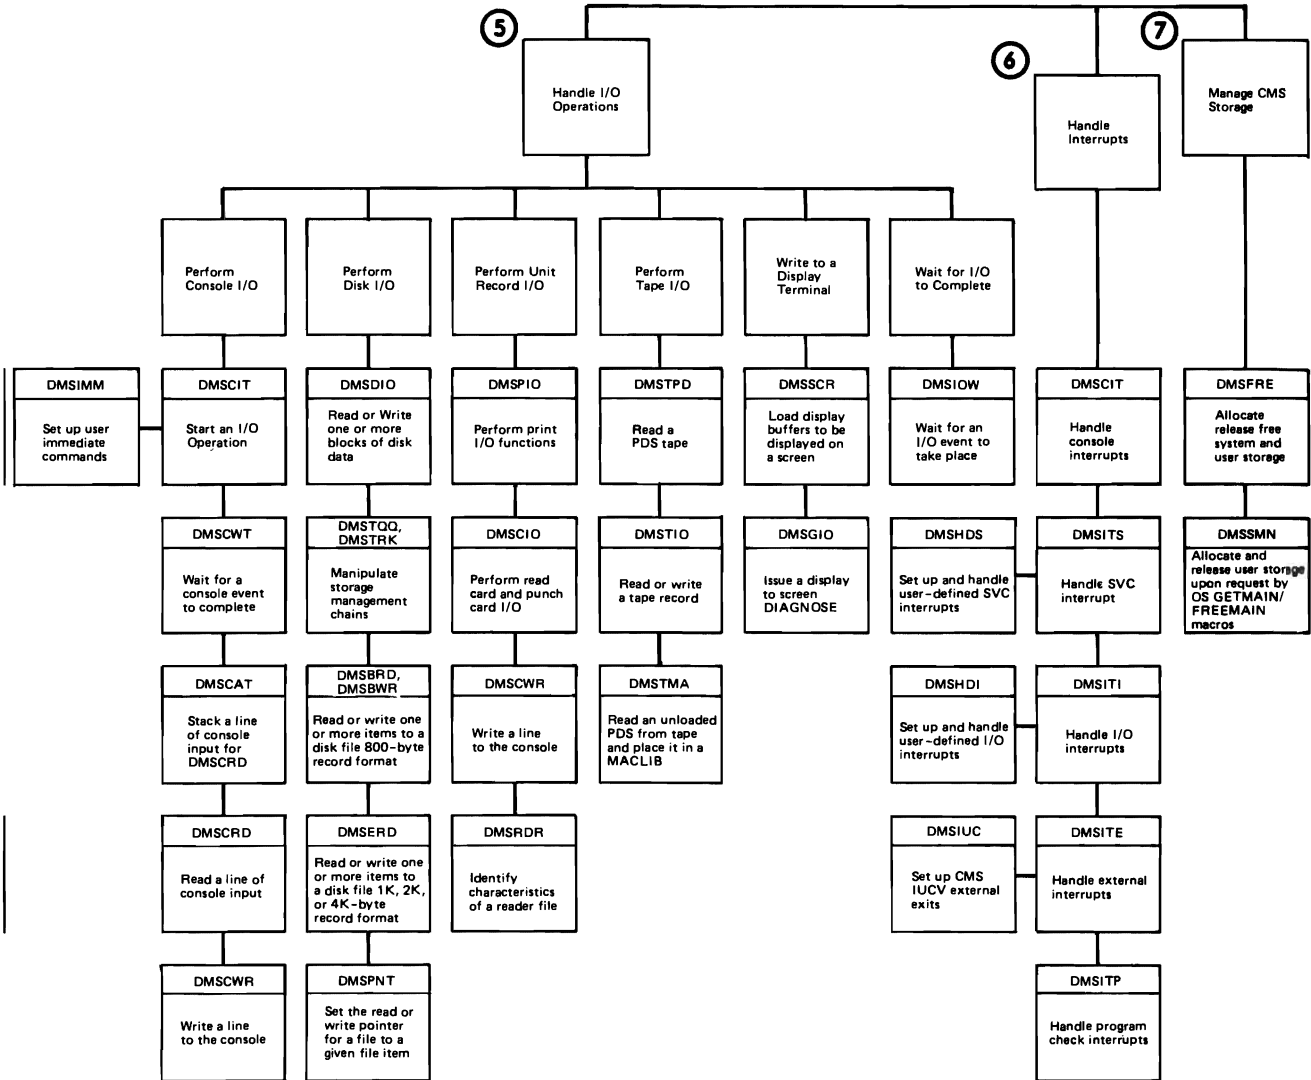 5
Handle I/O
Operations
6
Handle
Interrupts
7
Manage CMS
Storage
Perform
Console I/O
Perform
Disk I/O
Perform Unit
Record I/O
Perform
Tape I/O
Write to a
Display
Terminal
Wait for I/O
to Complete
DMSIMM
Set up user
immediate
commands
DMSCIT
Start an I/O
Operation
DMSDIO
Read or Write
one or more
blocks of disk
data
DMSPIO
Perform print
I/O functions
DMSTPD
Read a
PDS tape
DMSSCR
Load display
buffers to be
displayed on
a screen
DMSIOW
Wait for an
I/O event to
take place
DMSCIT
Handle
console
interrupts
DMSFRE
Allocate
release free
system and
user storage
DMSCWT
Wait for a
console event
to complete
DMSTQQ,
DMSTRK
Manipulate
storage
management
chains
DMSCIO
Perform read
card and punch
card I/O
DMSTIO
Read or write
a tape record
DMSGIO
Issue a display
to screen
DIAGNOSE
DMSHDS
Set up and handle
user-defined SVC
interrupts
DMSITS
Handle SVC
interrupt
DMSSMN
Allocate and
release user storage
upon request by
OS GETMAIN/
FREEMAIN
macros
DMSCAT
Stack a line
of console
input for
DMSCRD
DMSBRD,
DMSBWR
Read or write one
or more items to a
disk file 800-byte
record format
DMSCWR
Write a line
to the console
DMSTMA
Read an unloaded
PDS from tape
and place it in a
MACLIB
DMSHDI
Set up and handle
user-defined I/O
interrupts
DMSITI
Handle I/O
interrupts
DMSCRD
Read a line of
console input
DMSERD
Read or write one
or more items to
a disk file 1K, 2K,
or 4K-byte
record format
DMSRDR
Identify
characteristics
of a reader file
DMSIUC
Set up CMS
IUCV external
exits
DMSITE
Handle external
interrupts
DMSCWR
Write a line
to the console
DMSPNT
Set the read or
write pointer
for a file to a
given file item
DMSITP
Handle program
check interrupts